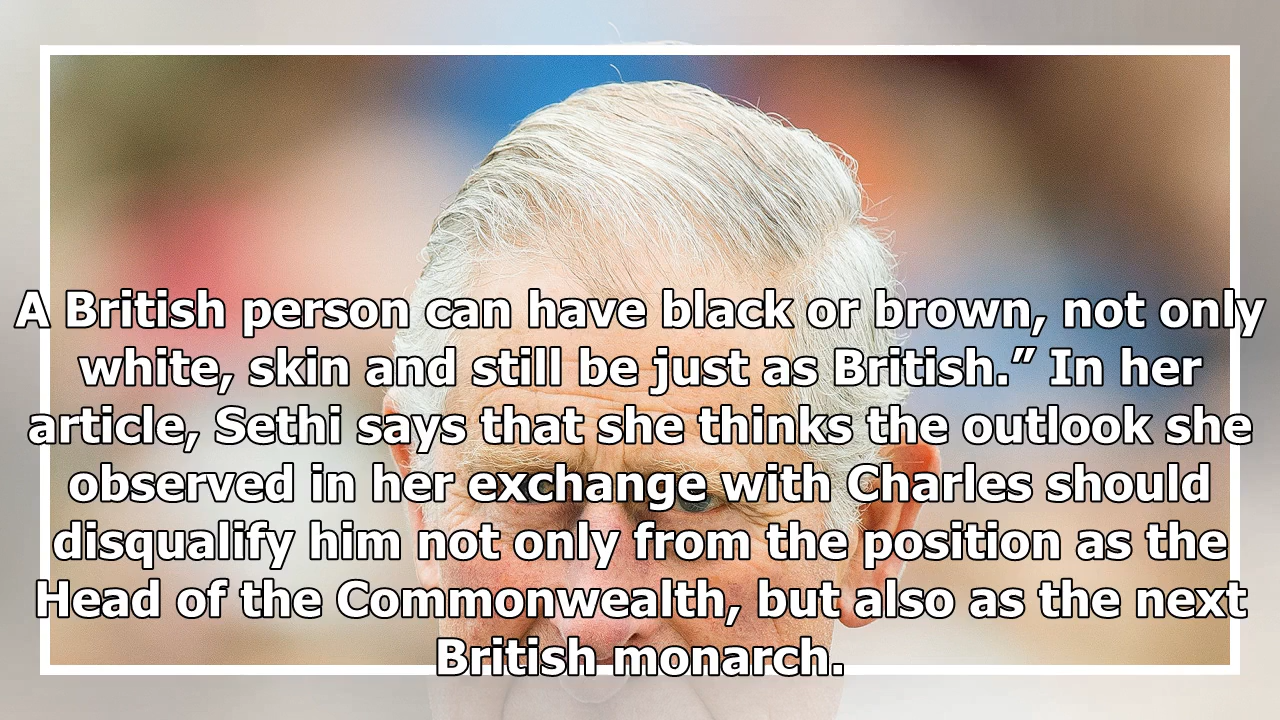 A British person can have black or brown, not only
white, skin and still be just as British.” In her
article, Sethi says that she thinks the outlook she
observed in her exchange with Charles should
disqualify him not only from the position as the
Head of the Commonwealth, but also as the next
British monarch.